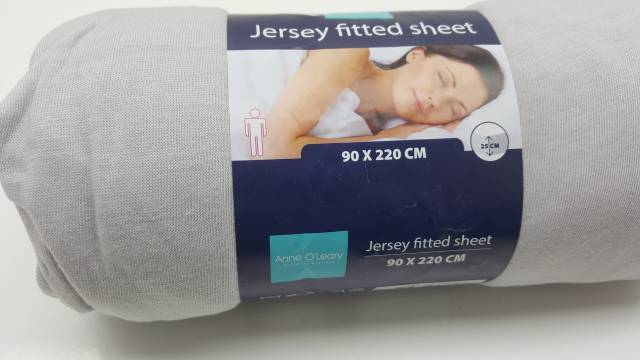 Jersey fitted sheet
90 X 220 CM
25 CM
Anne O'Leary
Jersey fitted sheet
90 X 220 CM